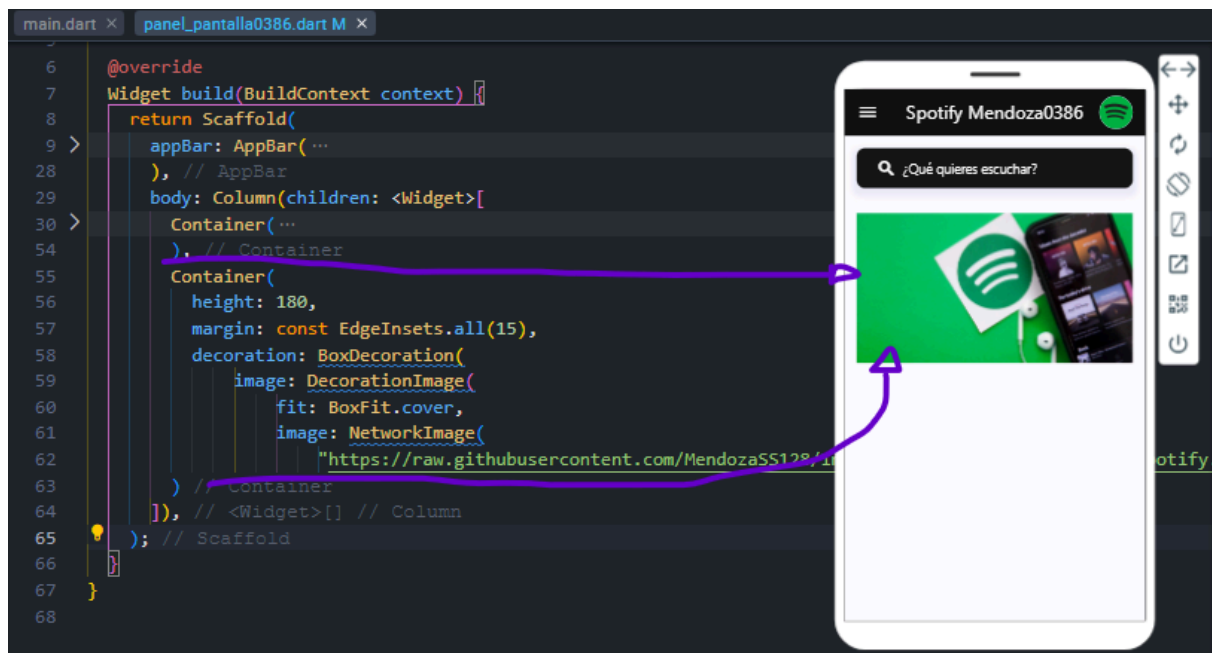 main.dart × panel_pantalla0386.dart M ×
6 @override
7 Widget build(BuildContext context) {
8 return Scaffold(
9 appBar: AppBar( ...
28 ), // AppBar
29 body: Column(children: <Widget>[
30 Container( ...
54 ), // Container
55 Container(
56 height: 180,
57 margin: const EdgeInsets.all(15),
58 decoration: BoxDecoration(
59 image: DecorationImage(
60 fit: BoxFit.cover,
61 image: NetworkImage(
62 "https://raw.githubusercontent.com/MendozaSS128/
63 ) // Container
64 ]), // <Widget>[] // Column
65 ); // Scaffold
66 }
67 }
68
Spotify Mendoza0386
¿Qué quieres escuchar?